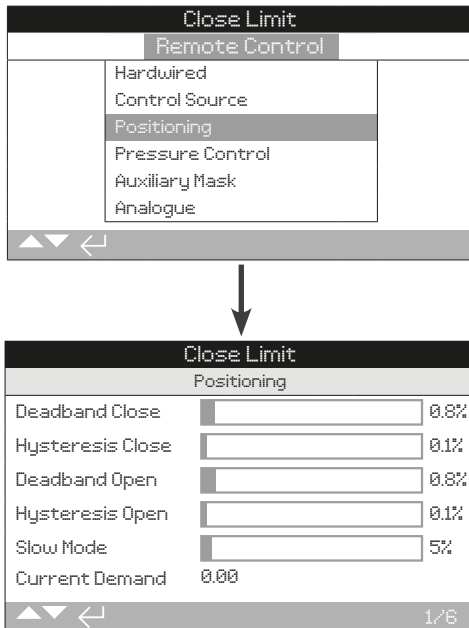 Close Limit
Remote Control
Hardwired
Control Source
Positioning
Pressure Control
Auxiliary Mask
Analogue
Close Limit
Positioning
Deadband Close 0.8%
Hysteresis Close 0.1%
Deadband Open 0.8%
Hysteresis Open 0.1%
Slow Mode 5%
Current Demand 0.00
1/6